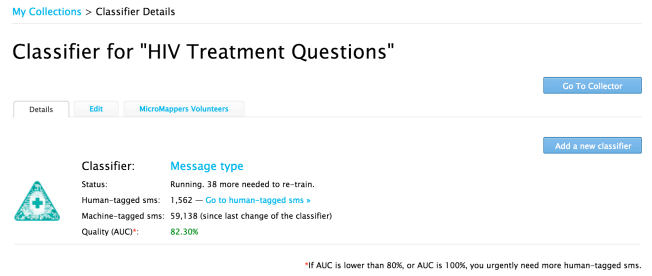 My Collections > Classifier Details
Classifier for "HIV Treatment Questions"
Go To Collector
Details Edit MicroMappers Volunteers
Add a new classifier
Classifier: Message type
Status: Running. 38 more needed to re-train.
Human-tagged sms: 1,562 — Go to human-tagged sms »
Machine-tagged sms: 59,138 (since last change of the classifier)
Quality (AUC)*: 82.30%
*If AUC is lower than 80%, or AUC is 100%, you urgently need more human-tagged sms.